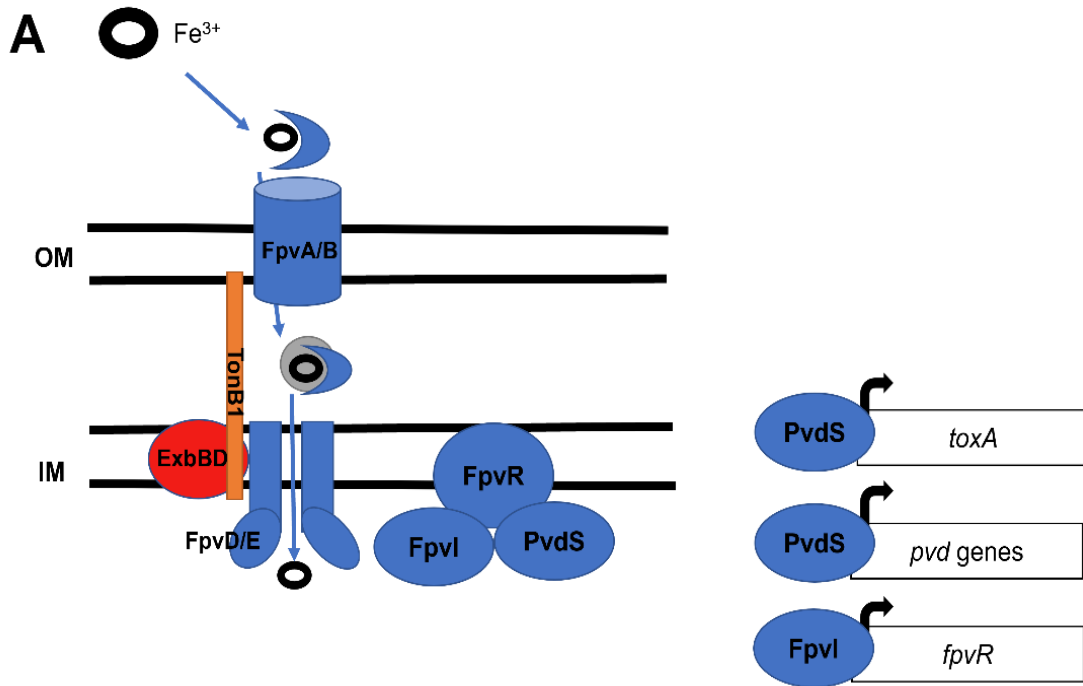 A
Fe³⁺
FpvA/B
OM
TonB1
ExbBD
IM
FpvR
FpvD/E
FpvI
PvdS
PvdS
toxA
PvdS
pvd genes
FpvI
fpvR